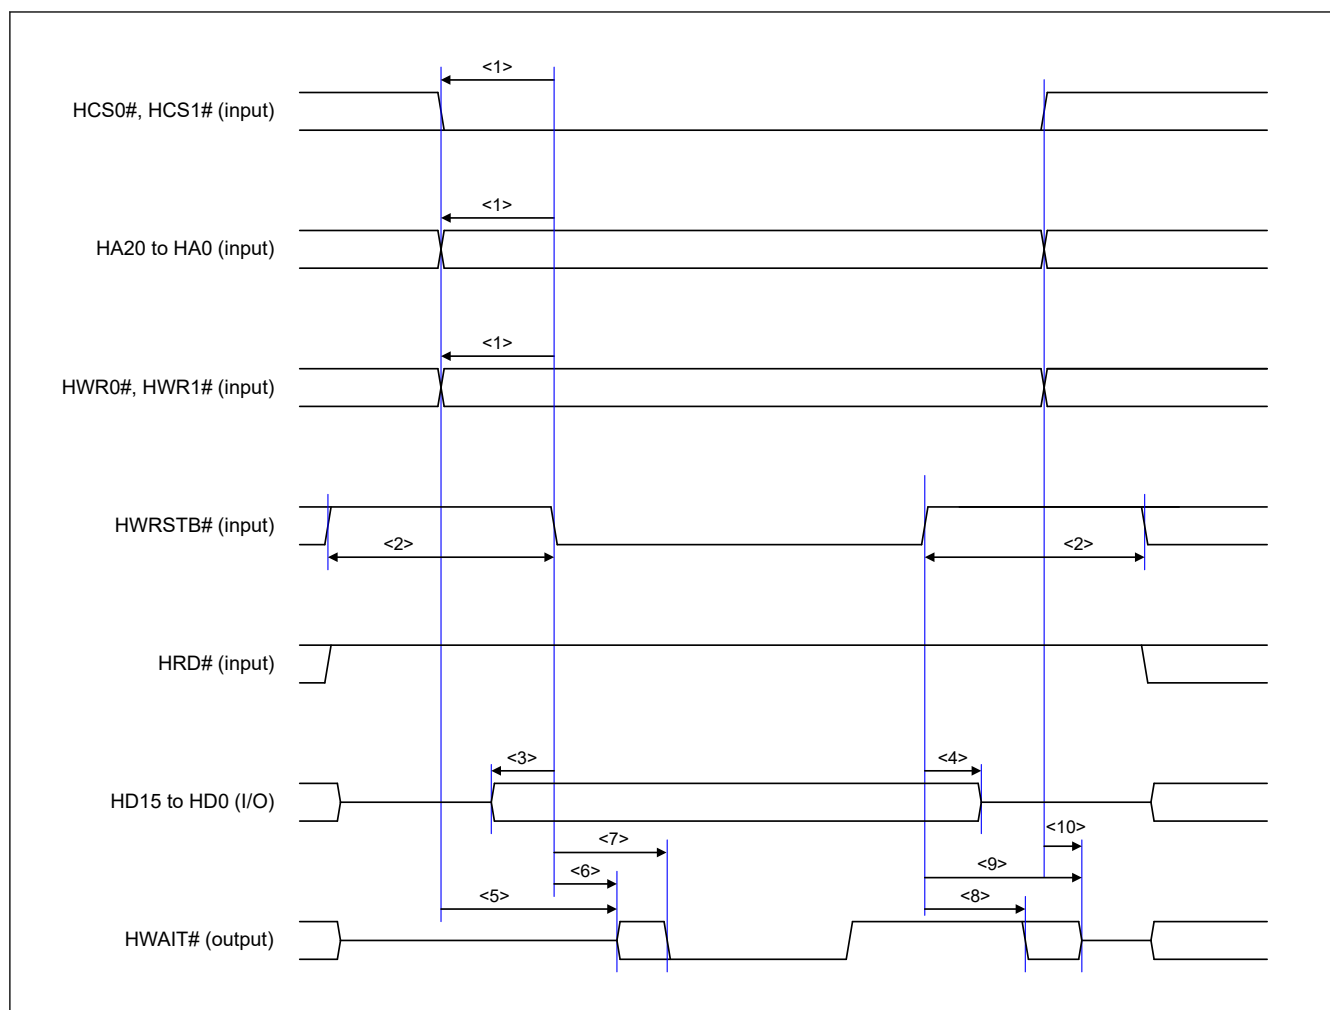 <1>
HCS0#, HCS1# (input)
<1>
HA20 to HA0 (input)
<1>
HWR0#, HWR1# (input)
HWRSTB# (input)
<2>
<2>
HRD# (input)
<3>
<4>
HD15 to HD0 (I/O)
<10>
<7>
<9>
<6>
<5>
<8>
HWAIT# (output)